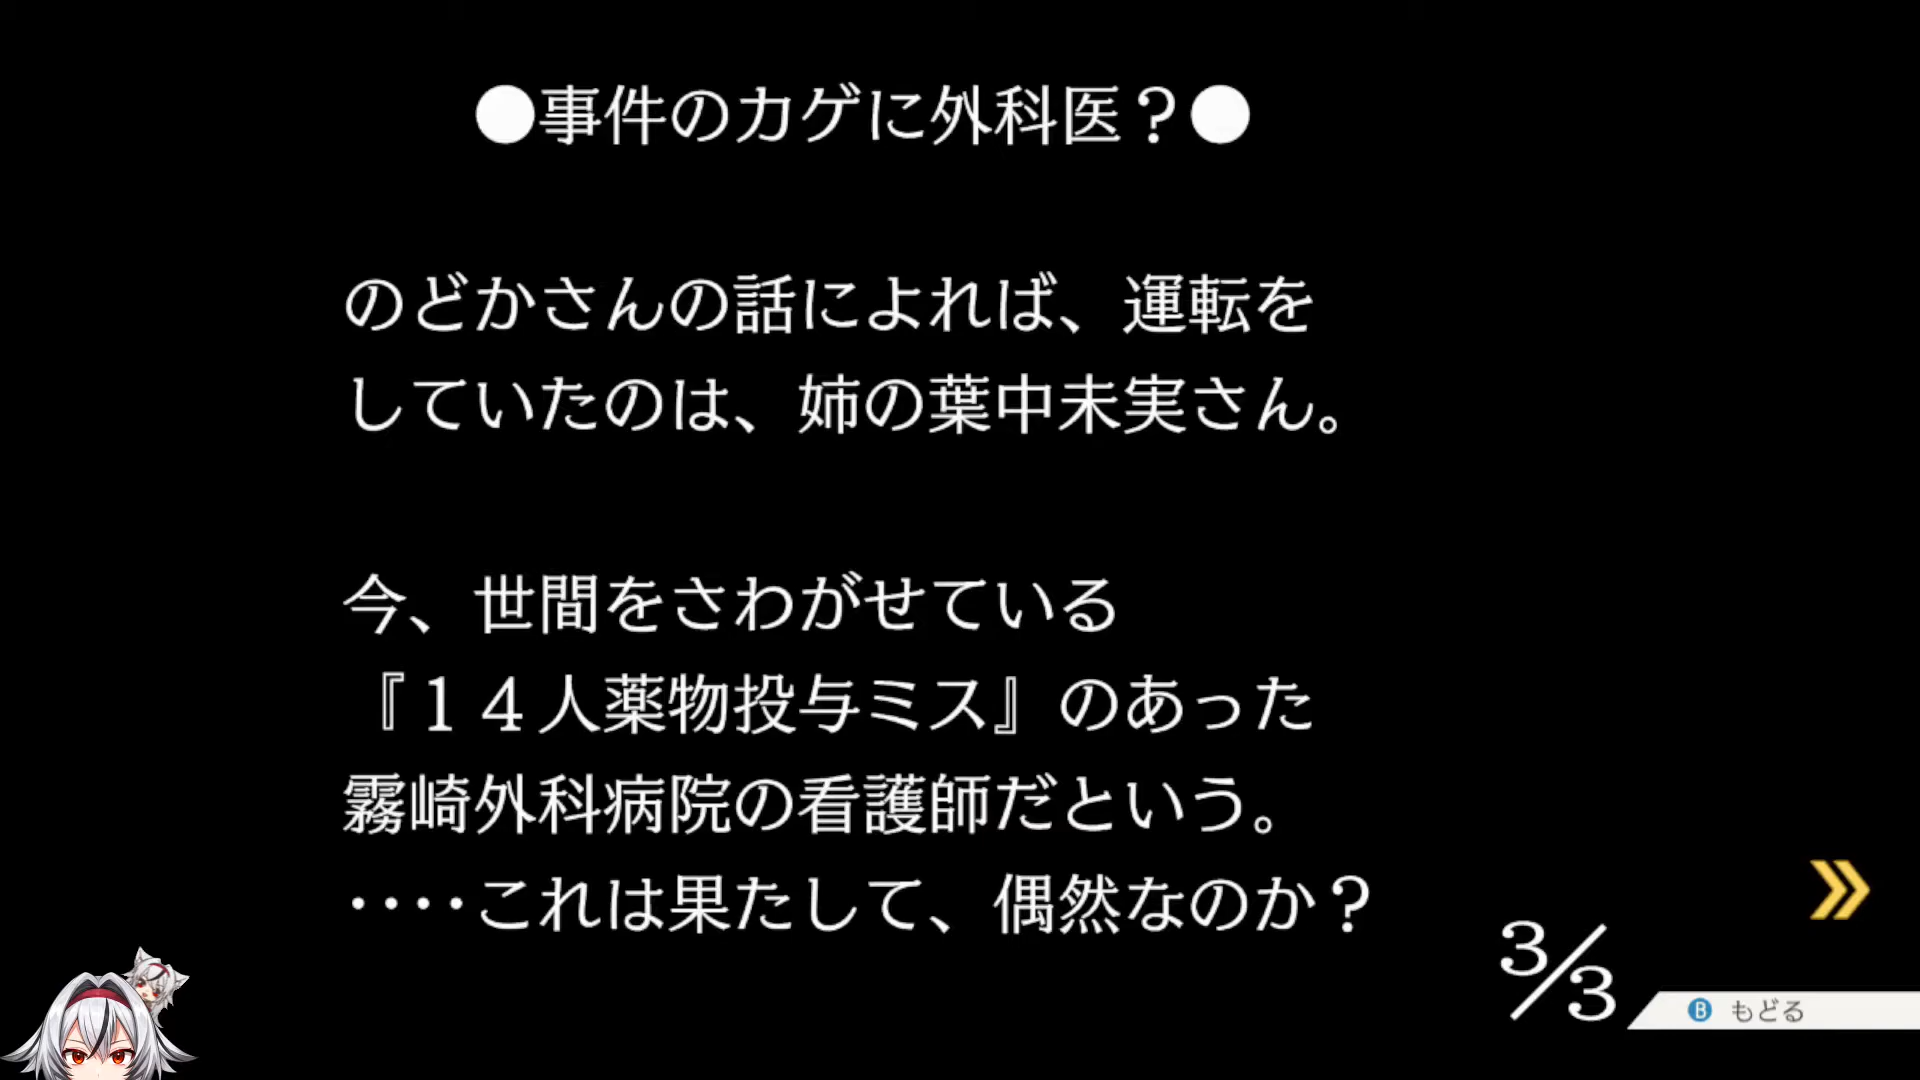 ●事件のカゲに外科医？●
のどかさんの話によれば、運転を
していたのは、姉の葉中未実さん。
今、世間をさわがせている
『１４人薬物投与ミス』のあった
霧崎外科病院の看護師だという。
････これは果たして、偶然なのか？
3/3
B もどる